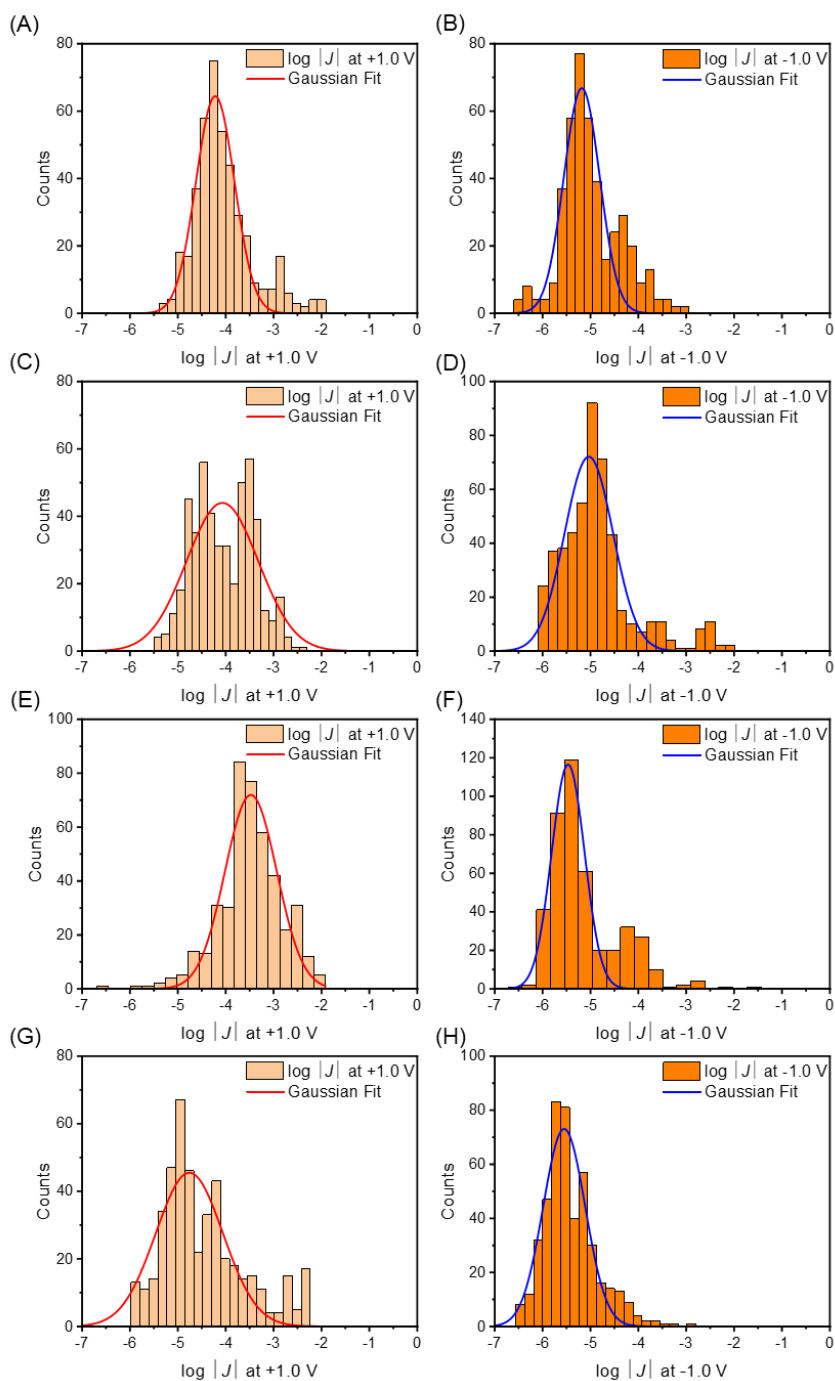 (A)
80
60
40
20
0
Counts
log |J| at +1.0 V
Gaussian Fit
-7 -6 -5 -4 -3 -2 -1 0
log |J| at +1.0 V
(B)
80
60
40
20
0
Counts
log |J| at -1.0 V
Gaussian Fit
-7 -6 -5 -4 -3 -2 -1 0
log |J| at -1.0 V
(C)
80
60
40
20
0
Counts
log |J| at +1.0 V
Gaussian Fit
-7 -6 -5 -4 -3 -2 -1 0
log |J| at +1.0 V
(D)
100
80
60
40
20
0
Counts
log |J| at -1.0 V
Gaussian Fit
-7 -6 -5 -4 -3 -2 -1 0
log |J| at -1.0 V
(E)
100
80
60
40
20
0
Counts
log |J| at +1.0 V
Gaussian Fit
-7 -6 -5 -4 -3 -2 -1 0
log |J| at +1.0 V
(F)
140
120
100
80
60
40
20
0
Counts
log |J| at -1.0 V
Gaussian Fit
-7 -6 -5 -4 -3 -2 -1 0
log |J| at -1.0 V
(G)
80
60
40
20
0
Counts
log |J| at +1.0 V
Gaussian Fit
-7 -6 -5 -4 -3 -2 -1 0
log |J| at +1.0 V
(H)
100
80
60
40
20
0
Counts
log |J| at -1.0 V
Gaussian Fit
-7 -6 -5 -4 -3 -2 -1 0
log |J| at -1.0 V